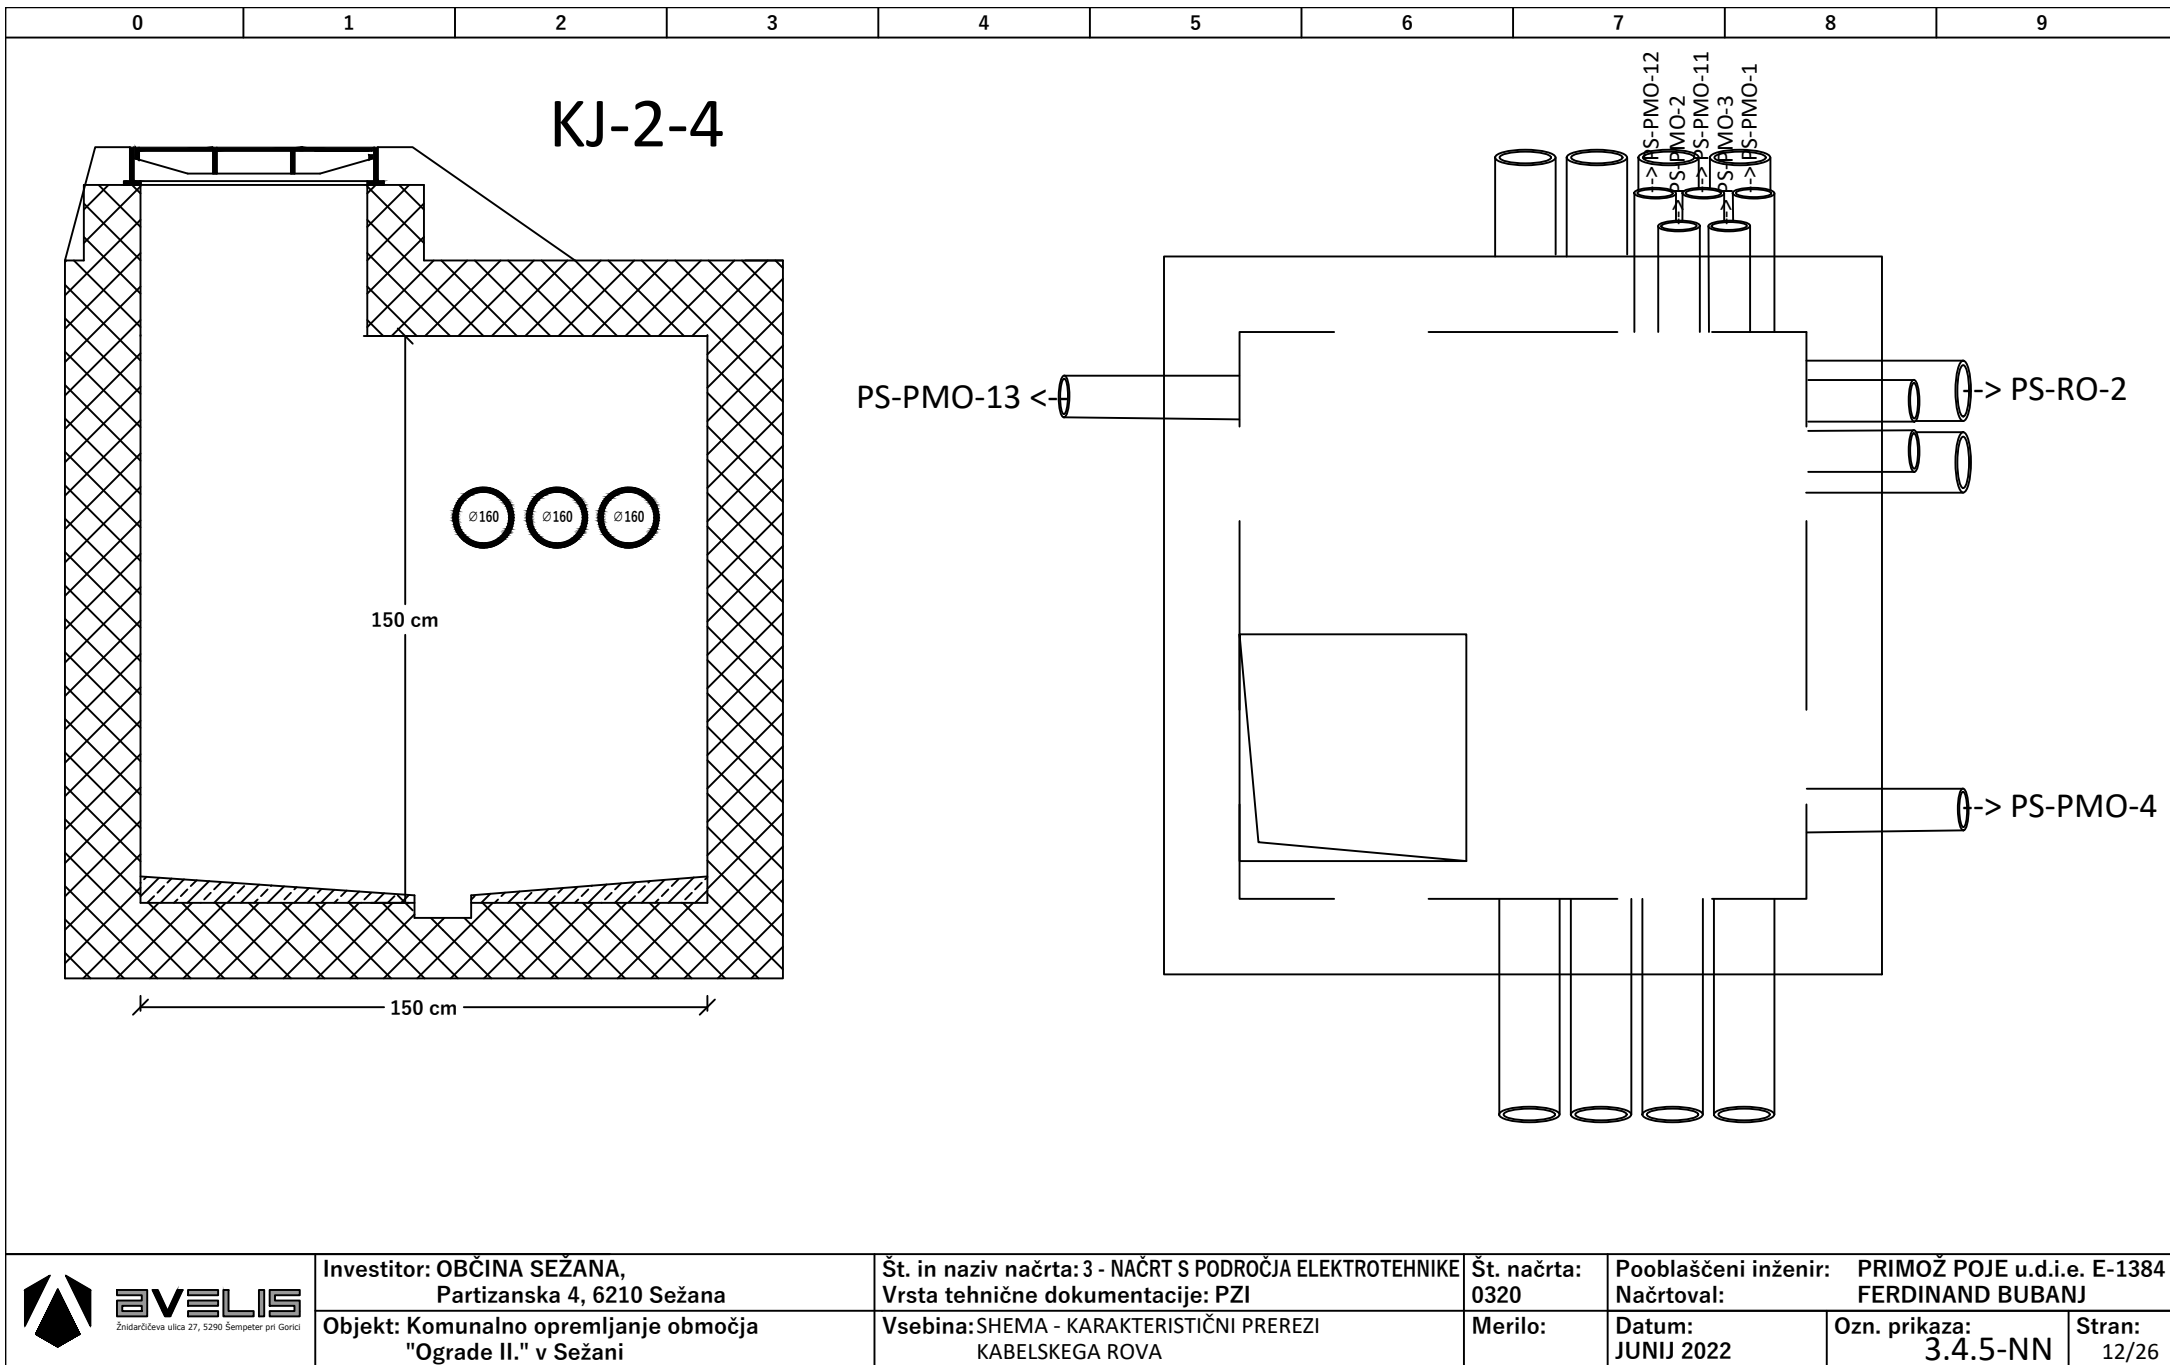 0 1 2 3 4 5 6 7 8 9
KJ-2-4
--> PS-PMO-12
--> PS-PMO-2
--> PS-PMO-11
--> PS-PMO-3
--> PS-PMO-1
PS-PMO-13 <--
--> PS-RO-2
Ø160 Ø160 Ø160
150 cm
--> PS-PMO-4
150 cm
AVELIS
Žnidarčičeva ulica 27, 5290 Šempeter pri Gorici
Investitor: OBČINA SEŽANA,
Partizanska 4, 6210 Sežana
Objekt: Komunalno opremljanje območja
"Ograde II." v Sežani
Št. in naziv načrta: 3 - NAČRT S PODROČJA ELEKTROTEHNIKE
Vrsta tehnične dokumentacije: PZI
Vsebina: SHEMA - KARAKTERISTIČNI PREREZI
KABELSKEGA ROVA
Št. načrta:
0320
Merilo:
Pooblaščeni inženir: PRIMOŽ POJE u.d.i.e. E-1384
Načrtoval: FERDINAND BUBANJ
Datum:
JUNIJ 2022
Ozn. prikaza:
3.4.5-NN
Stran:
12/26